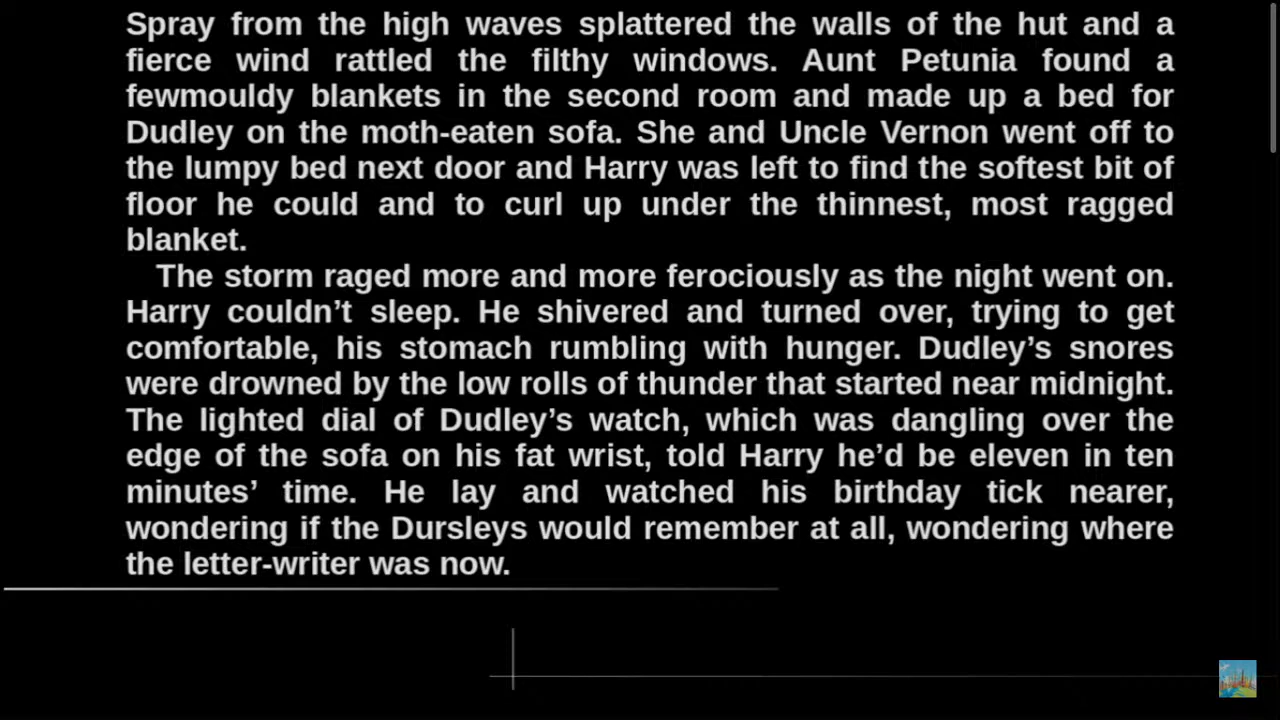 Spray from the high waves splattered the walls of the hut and a
fierce wind rattled the filthy windows. Aunt Petunia found a
fewmouldy blankets in the second room and made up a bed for
Dudley on the moth-eaten sofa. She and Uncle Vernon went off to
the lumpy bed next door and Harry was left to find the softest bit of
floor he could and to curl up under the thinnest, most ragged
blanket.
The storm raged more and more ferociously as the night went on.
Harry couldn’t sleep. He shivered and turned over, trying to get
comfortable, his stomach rumbling with hunger. Dudley’s snores
were drowned by the low rolls of thunder that started near midnight.
The lighted dial of Dudley’s watch, which was dangling over the
edge of the sofa on his fat wrist, told Harry he’d be eleven in ten
minutes’ time. He lay and watched his birthday tick nearer,
wondering if the Dursleys would remember at all, wondering where
the letter-writer was now.